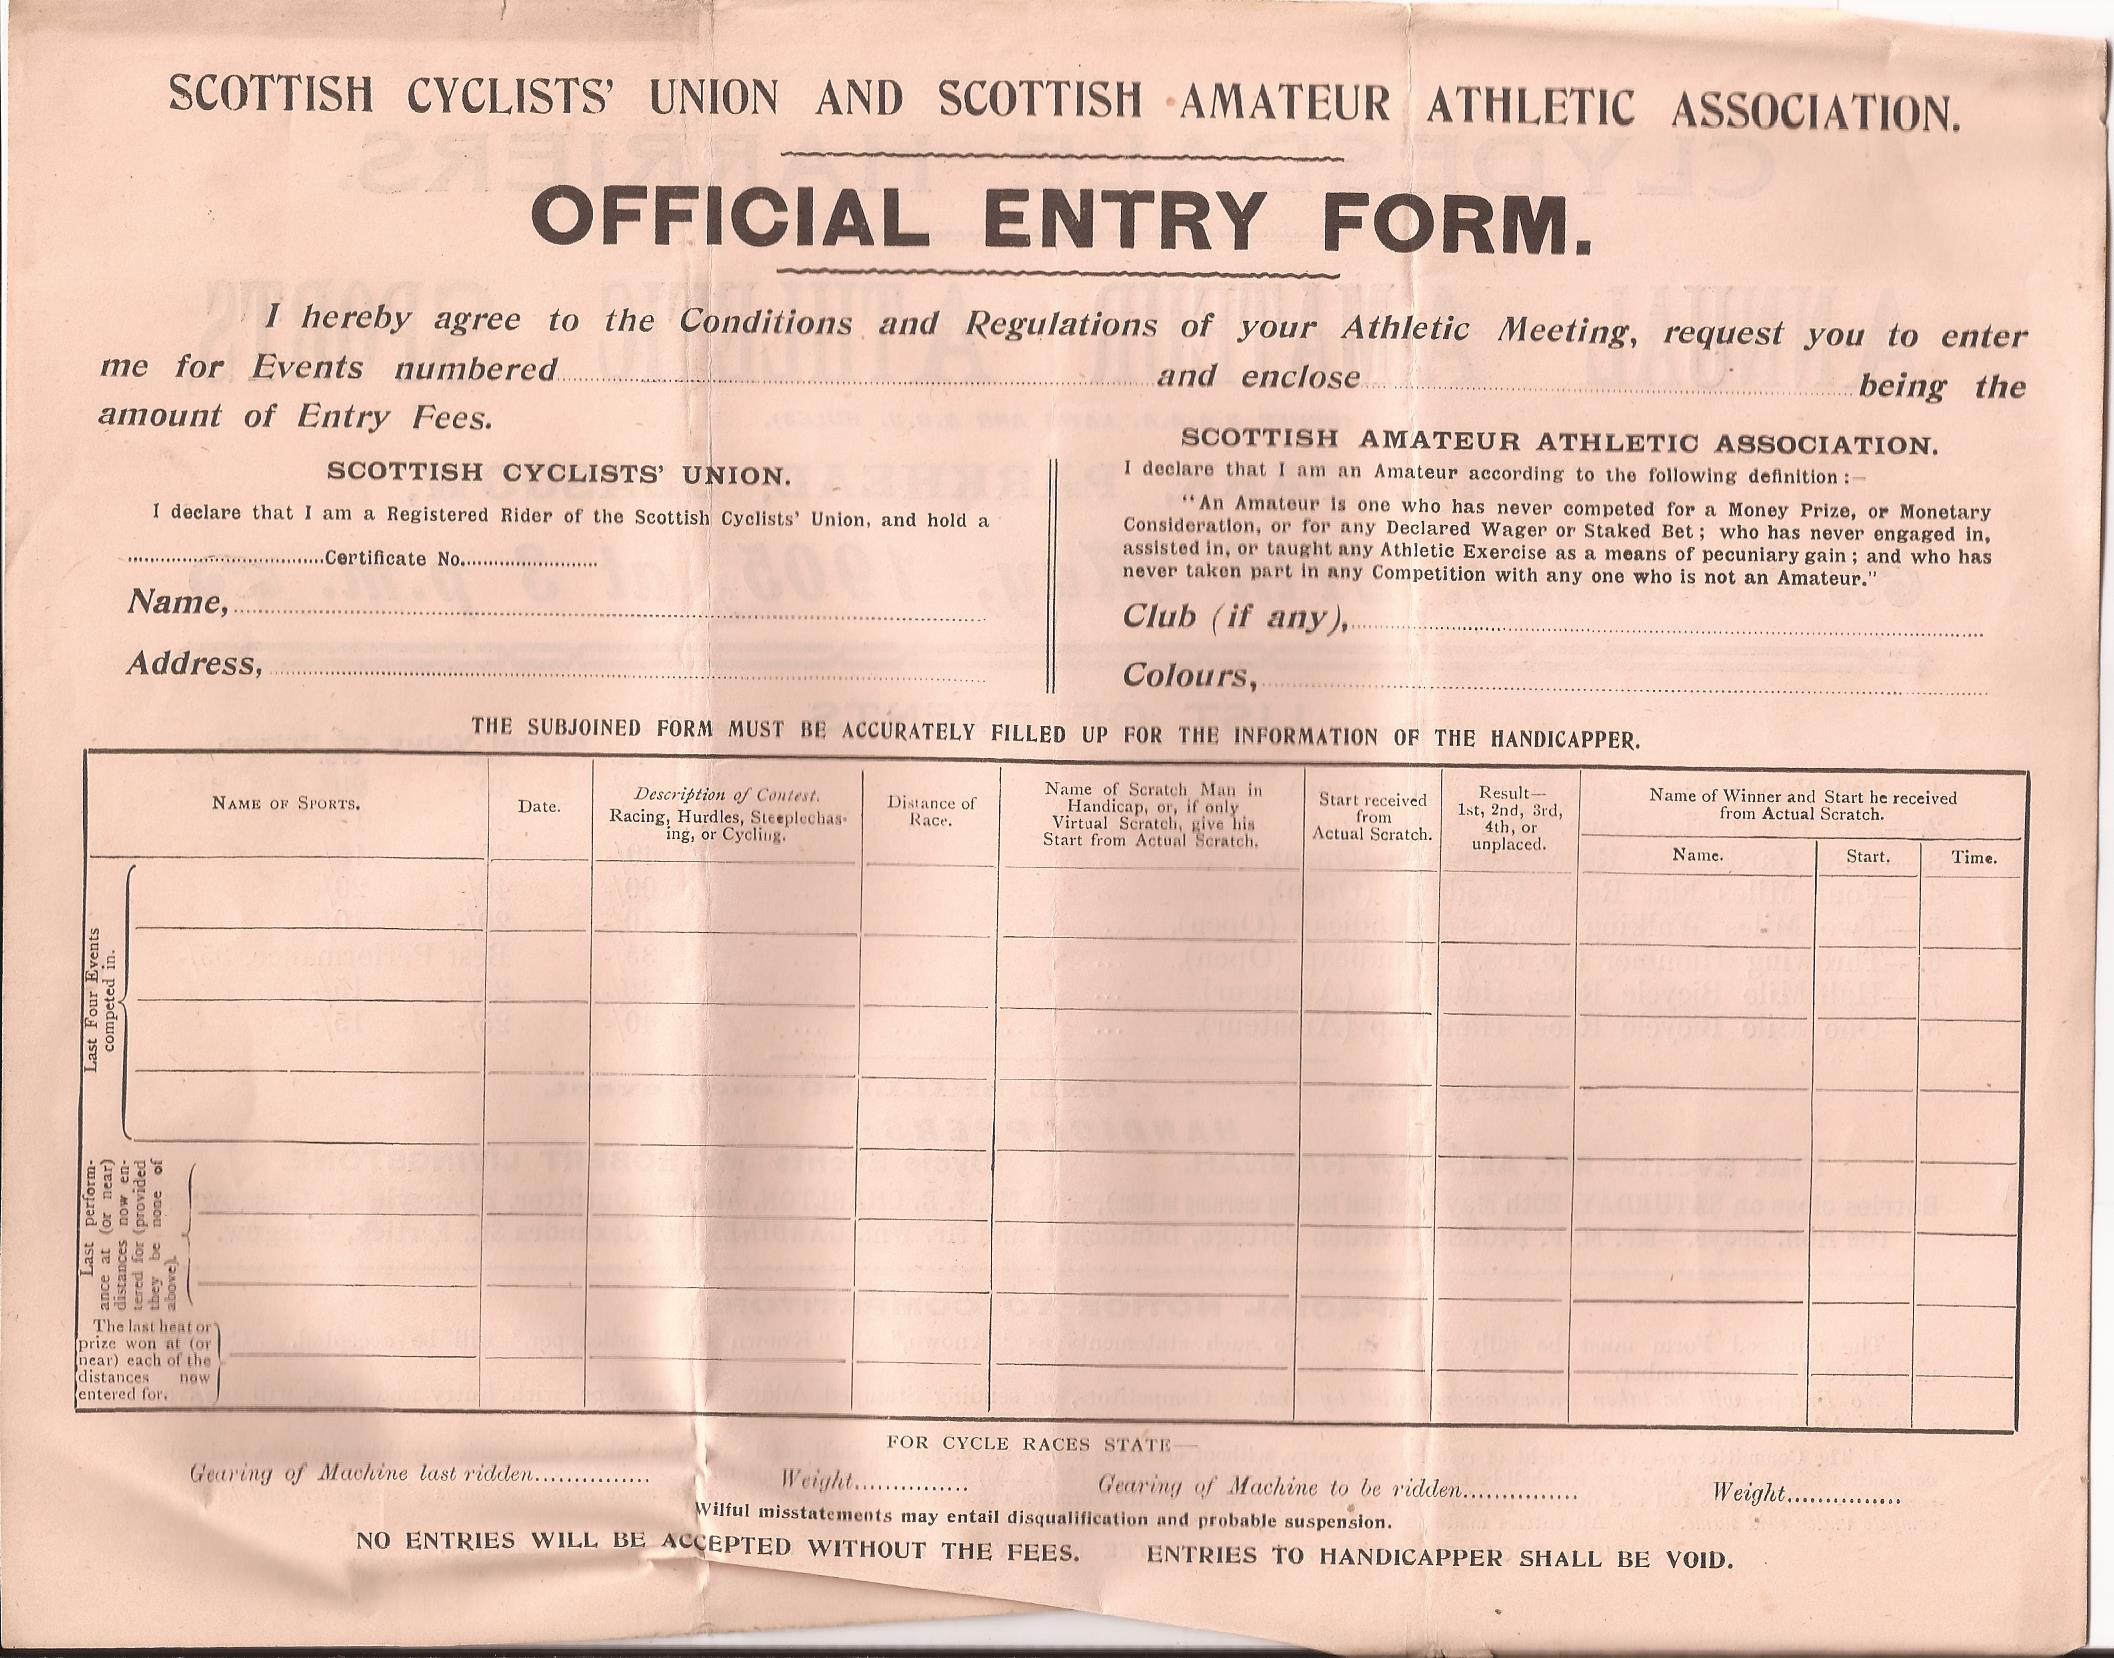 SCOTTISH CYCLISTS' UNION AND SCOTTISH AMATEUR ATHLETIC ASSOCIATION.
OFFICIAL ENTRY FORM.
I hereby agree to the Conditions and Regulations of your Athletic Meeting, request you to enter
me for Events numbered and enclose being the
amount of Entry Fees.
SCOTTISH CYCLISTS' UNION.
I declare that I am a Registered Rider of the Scottish Cyclists' Union, and hold a
Certificate No.
Name,
Address,
SCOTTISH AMATEUR ATHLETIC ASSOCIATION.
I declare that I am an Amateur according to the following definition :—
"An Amateur is one who has never competed for a Money Prize, or Monetary
Consideration, or for any Declared Wager or Staked Bet ; who has never engaged in,
assisted in, or taught any Athletic Exercise as a means of pecuniary gain ; and who has
never taken part in any Competition with any one who is not an Amateur."
Club (if any),
Colours,
THE SUBJOINED FORM MUST BE ACCURATELY FILLED UP FOR THE INFORMATION OF THE HANDICAPPER.
NAME OF SPORTS.
Date.
Description of Contest.
Racing, Hurdles, Steeplechas-
ing, or Cycling.
Distance of
Race.
Name of Scratch Man in
Handicap, or, if only
Virtual Scratch, give his
Start from Actual Scratch.
Start received
from
Actual Scratch.
Result—
1st, 2nd, 3rd,
4th, or
unplaced.
Name of Winner and Start he received
from Actual Scratch.
Name.
Start.
Time.
Last Four Events
competed in.
Last perform-
ance at (or near)
distances now en-
tered for (provided
they be none of
above).
The last heat or
prize won at (or
near) each of the
distances now
entered for.
FOR CYCLE RACES STATE—
Gearing of Machine last ridden............... Weight............... Gearing of Machine to be ridden............... Weight...............
Wilful misstatements may entail disqualification and probable suspension.
NO ENTRIES WILL BE ACCEPTED WITHOUT THE FEES. ENTRIES TO HANDICAPPER SHALL BE VOID.